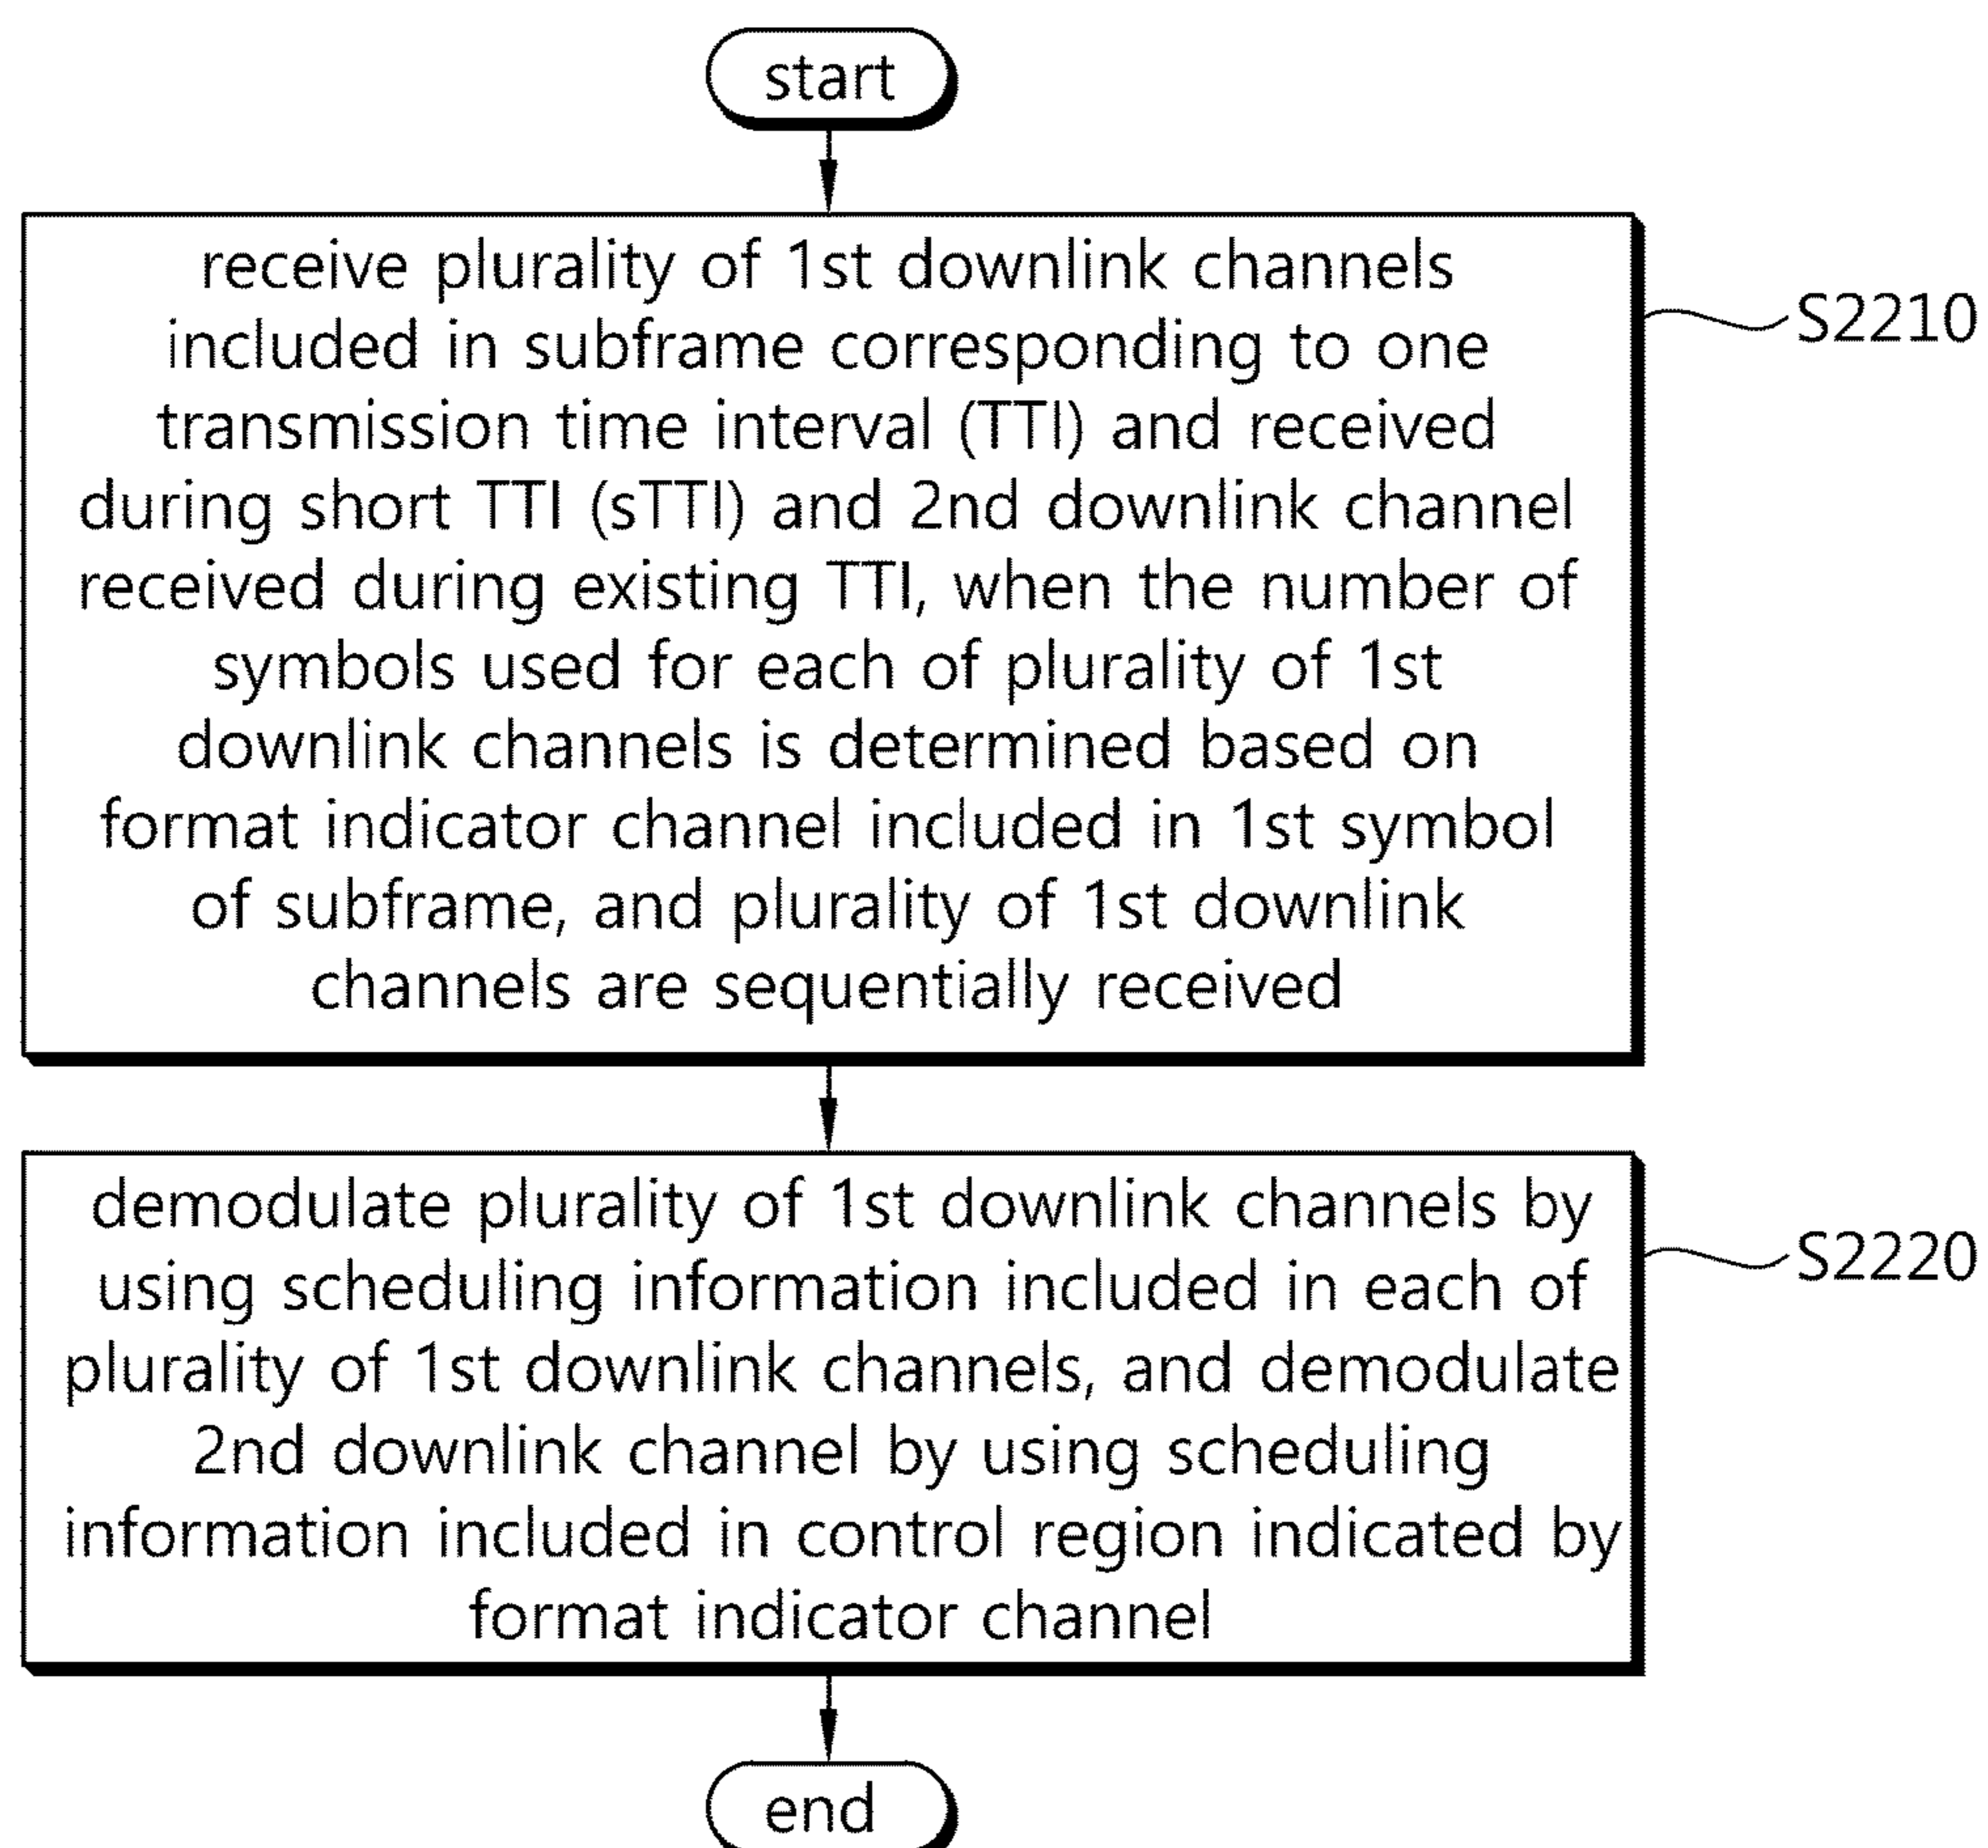 start
receive plurality of 1st downlink channels
included in subframe corresponding to one
transmission time interval (TTI) and received
during short TTI (sTTI) and 2nd downlink channel
received during existing TTI, when the number of
symbols used for each of plurality of 1st
downlink channels is determined based on
format indicator channel included in 1st symbol
of subframe, and plurality of 1st downlink
channels are sequentially received
S2210
demodulate plurality of 1st downlink channels by
using scheduling information included in each of
plurality of 1st downlink channels, and demodulate
2nd downlink channel by using scheduling
information included in control region indicated by
format indicator channel
S2220
end